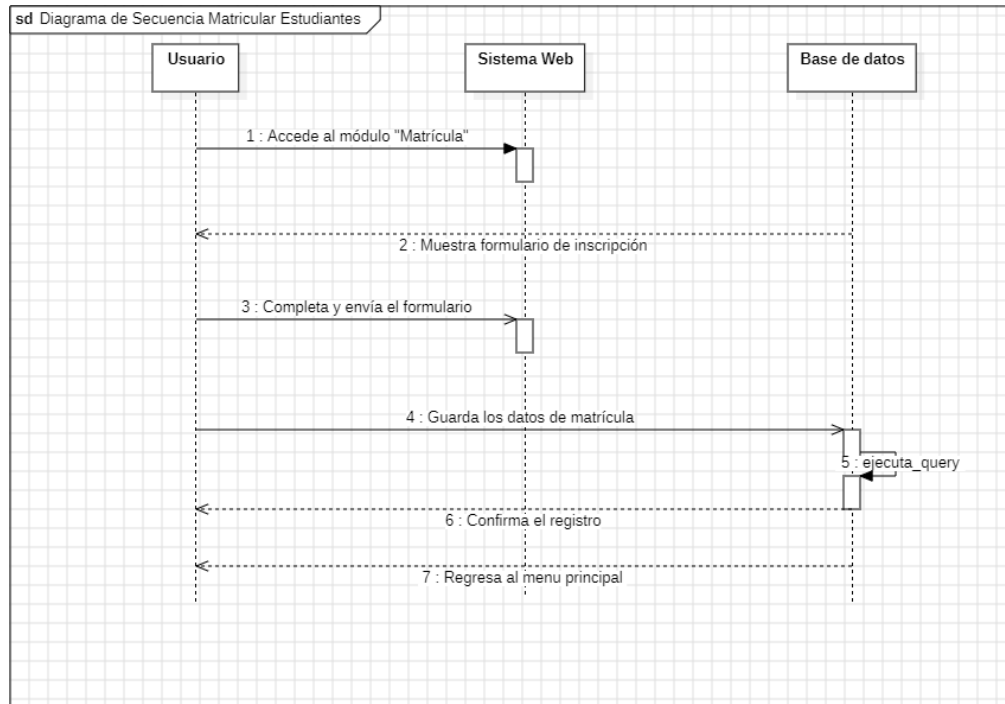 sd Diagrama de Secuencia Matricular Estudiantes
Usuario
Sistema Web
Base de datos
1 : Accede al módulo "Matrícula"
2 : Muestra formulario de inscripción
3 : Completa y envía el formulario
4 : Guarda los datos de matrícula
5 : ejecuta_query
6 : Confirma el registro
7 : Regresa al menu principal